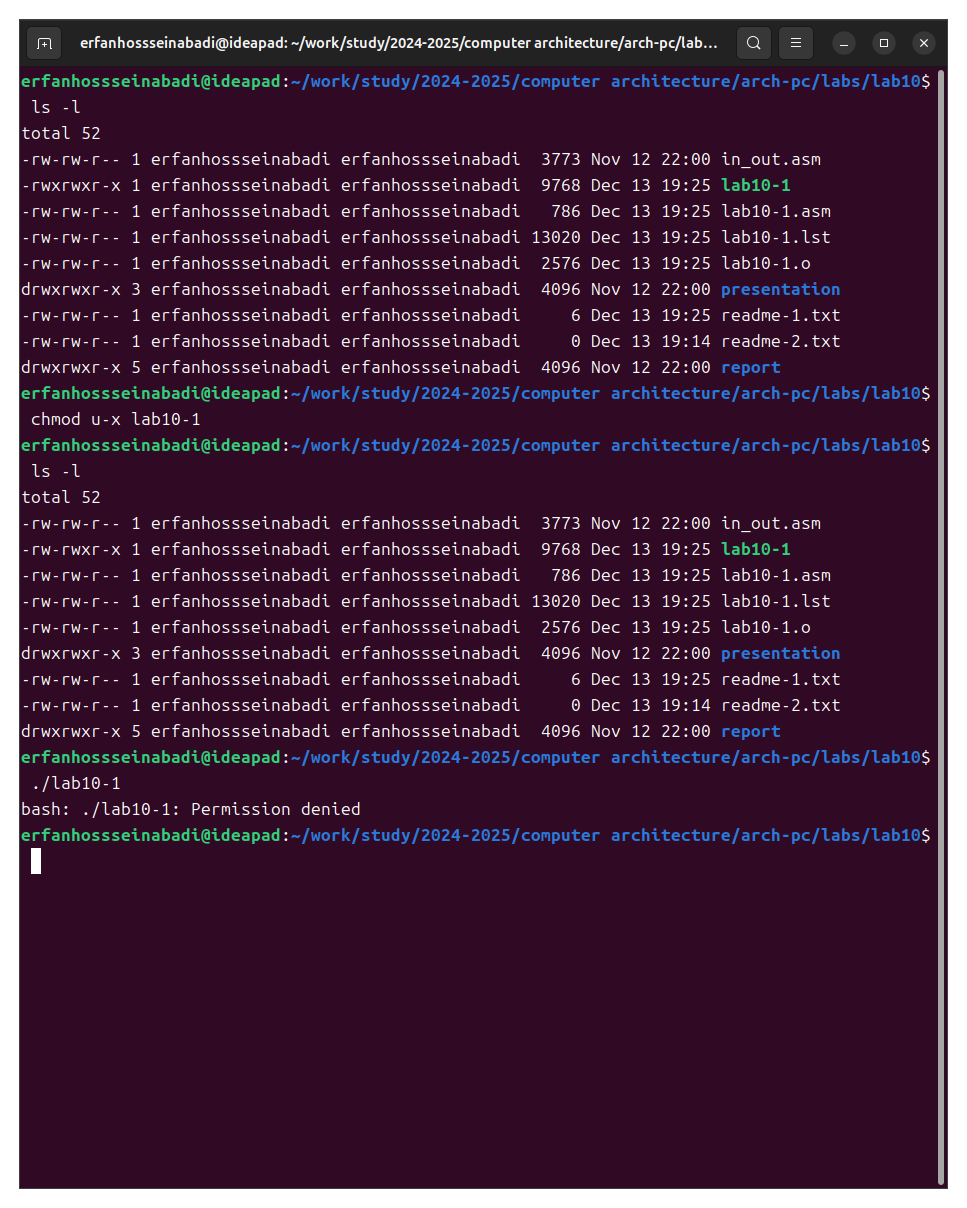 erfanhossseinabadi@ideapad: ~/work/study/2024-2025/computer architecture/arch-pc/lab...
erfanhossseinabadi@ideapad:~/work/study/2024-2025/computer architecture/arch-pc/labs/lab10$
ls -l
total 52
-rw-rw-r-- 1 erfanhossseinabadi erfanhossseinabadi  3773 Nov 12 22:00 in_out.asm
-rwxrwxr-x 1 erfanhossseinabadi erfanhossseinabadi  9768 Dec 13 19:25 lab10-1
-rw-rw-r-- 1 erfanhossseinabadi erfanhossseinabadi   786 Dec 13 19:25 lab10-1.asm
-rw-rw-r-- 1 erfanhossseinabadi erfanhossseinabadi 13020 Dec 13 19:25 lab10-1.lst
-rw-rw-r-- 1 erfanhossseinabadi erfanhossseinabadi  2576 Dec 13 19:25 lab10-1.o
drwxrwxr-x 3 erfanhossseinabadi erfanhossseinabadi  4096 Nov 12 22:00 presentation
-rw-rw-r-- 1 erfanhossseinabadi erfanhossseinabadi     6 Dec 13 19:25 readme-1.txt
-rw-rw-r-- 1 erfanhossseinabadi erfanhossseinabadi     0 Dec 13 19:14 readme-2.txt
drwxrwxr-x 5 erfanhossseinabadi erfanhossseinabadi  4096 Nov 12 22:00 report
erfanhossseinabadi@ideapad:~/work/study/2024-2025/computer architecture/arch-pc/labs/lab10$
chmod u-x lab10-1
erfanhossseinabadi@ideapad:~/work/study/2024-2025/computer architecture/arch-pc/labs/lab10$
ls -l
total 52
-rw-rw-r-- 1 erfanhossseinabadi erfanhossseinabadi  3773 Nov 12 22:00 in_out.asm
-rw-rwxr-x 1 erfanhossseinabadi erfanhossseinabadi  9768 Dec 13 19:25 lab10-1
-rw-rw-r-- 1 erfanhossseinabadi erfanhossseinabadi   786 Dec 13 19:25 lab10-1.asm
-rw-rw-r-- 1 erfanhossseinabadi erfanhossseinabadi 13020 Dec 13 19:25 lab10-1.lst
-rw-rw-r-- 1 erfanhossseinabadi erfanhossseinabadi  2576 Dec 13 19:25 lab10-1.o
drwxrwxr-x 3 erfanhossseinabadi erfanhossseinabadi  4096 Nov 12 22:00 presentation
-rw-rw-r-- 1 erfanhossseinabadi erfanhossseinabadi     6 Dec 13 19:25 readme-1.txt
-rw-rw-r-- 1 erfanhossseinabadi erfanhossseinabadi     0 Dec 13 19:14 readme-2.txt
drwxrwxr-x 5 erfanhossseinabadi erfanhossseinabadi  4096 Nov 12 22:00 report
erfanhossseinabadi@ideapad:~/work/study/2024-2025/computer architecture/arch-pc/labs/lab10$
./lab10-1
bash: ./lab10-1: Permission denied
erfanhossseinabadi@ideapad:~/work/study/2024-2025/computer architecture/arch-pc/labs/lab10$